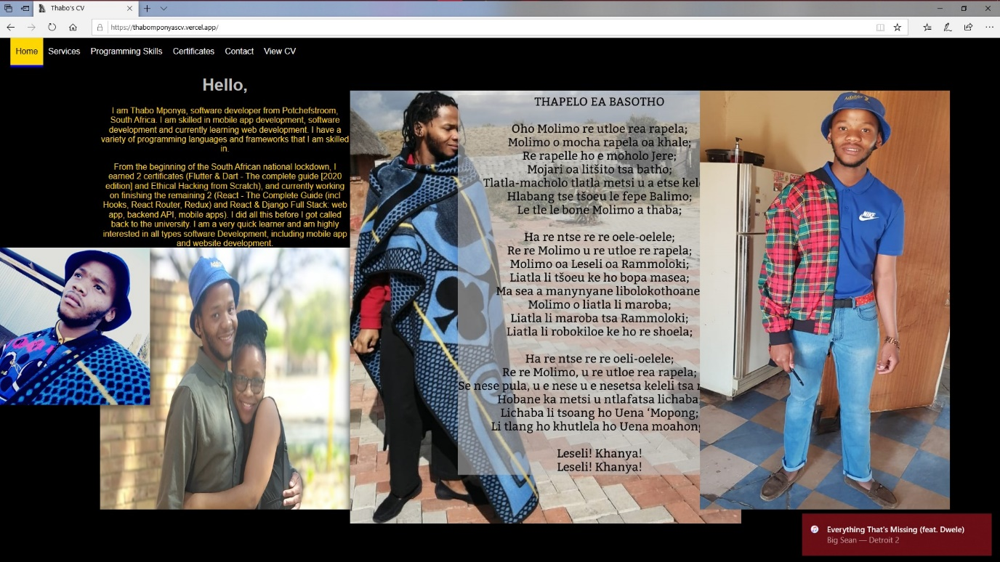 Thabo's CV
https://thabomponyascv.vercel.app/
Home Services Programming Skills Certificates Contact View CV
Hello,
I am Thabo Mponya, software developer from Potchefstroom,
South Africa. I am skilled in mobile app development, software
development and currently learning web development. I have a
variety of programming languages and frameworks that I am skilled
in.
From the beginning of the South African national lockdown, I
earned 2 certificates (Flutter & Dart - The complete guide [2020
edition] and Ethical Hacking from Scratch), and currently working
on finishing the remaining 2 (React - The Complete Guide (incl
Hooks, React Router, Redux) and React & Django Full Stack: web
app, backend API, mobile apps). I did all this before I got called
back to the university. I am a very quick learner and am highly
interested in all types software Development, including mobile app
and website development.
THAPELO EA BASOTHO
Oho Molimo re utloe rea rapela;
Molimo o mocha rapela oa khale;
Re rapelle ho e moholo Jere;
Mojari oa litšito tsa batho;
Tlatla-macholo tlatla metsi u a etse kel
Hlabang tse tšoeu le fepe Balimo;
Le tle le bone Molimo a thaba;
Ha re ntse re re oele-oelele;
Re re Molimo u re utloe re rapela;
Molimo oa Leseli oa Rammoloki;
Liatla li tšoeu ke ho bopa masea;
Ma sea a manynyane libolokothoane
Molimo o liatla li maroba;
Liatla li maroba tsa Rammoloki;
Liatla li robokiloe ke ho re shoela;
Ha re ntse re re oeli-oelele;
Re re Molimo, u re utloe rea rapela;
Se nese pula, u e nese u e nesetsa keleli tsa
Hobane ka metsi u ntlafatsa lichaba
Lichaba li tsoang ho Uena ‘Mopong;
Li tlang ho khutlela ho Uena moahong
Leseli! Khanya!
Leseli! Khanya!
Everything That's Missing (feat. Dwele)
Big Sean — Detroit 2